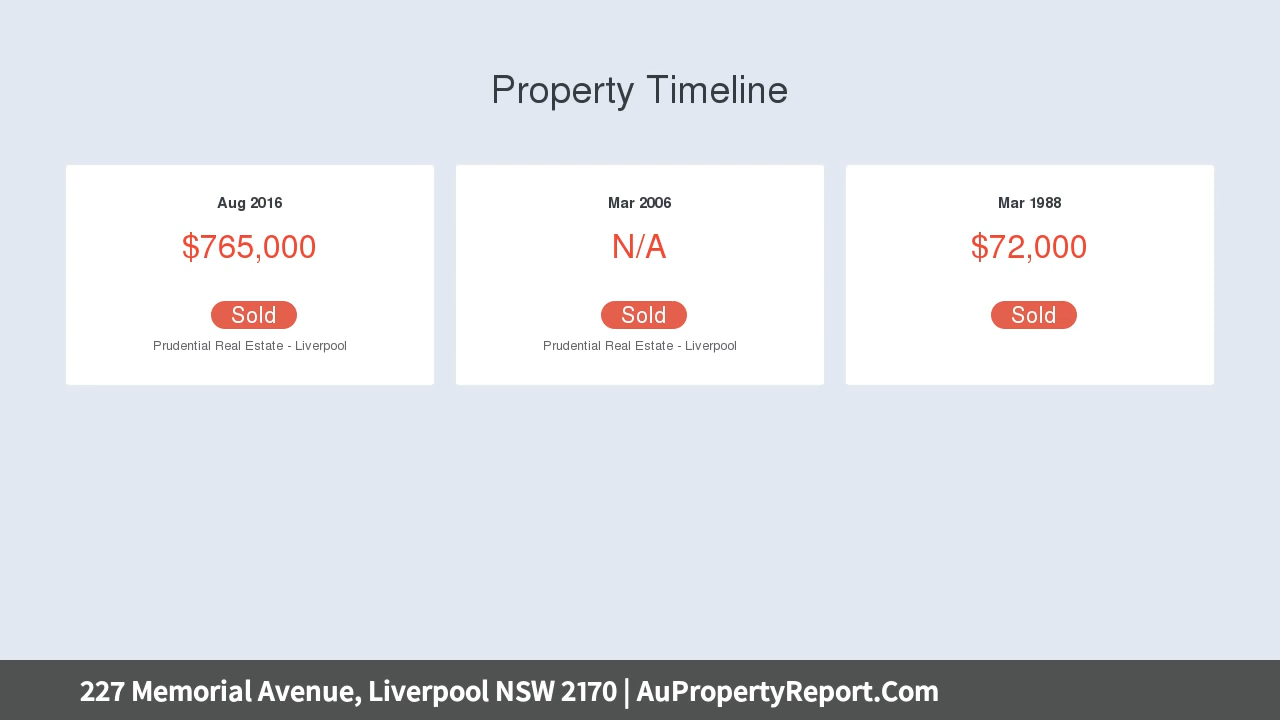 Property Timeline
Aug 2016
$765,000
Sold
Prudential Real Estate - Liverpool
Mar 2006
N/A
Sold
Prudential Real Estate - Liverpool
Mar 1988
$72,000
Sold
227 Memorial Avenue, Liverpool NSW 2170 | AuPropertyReport.Com